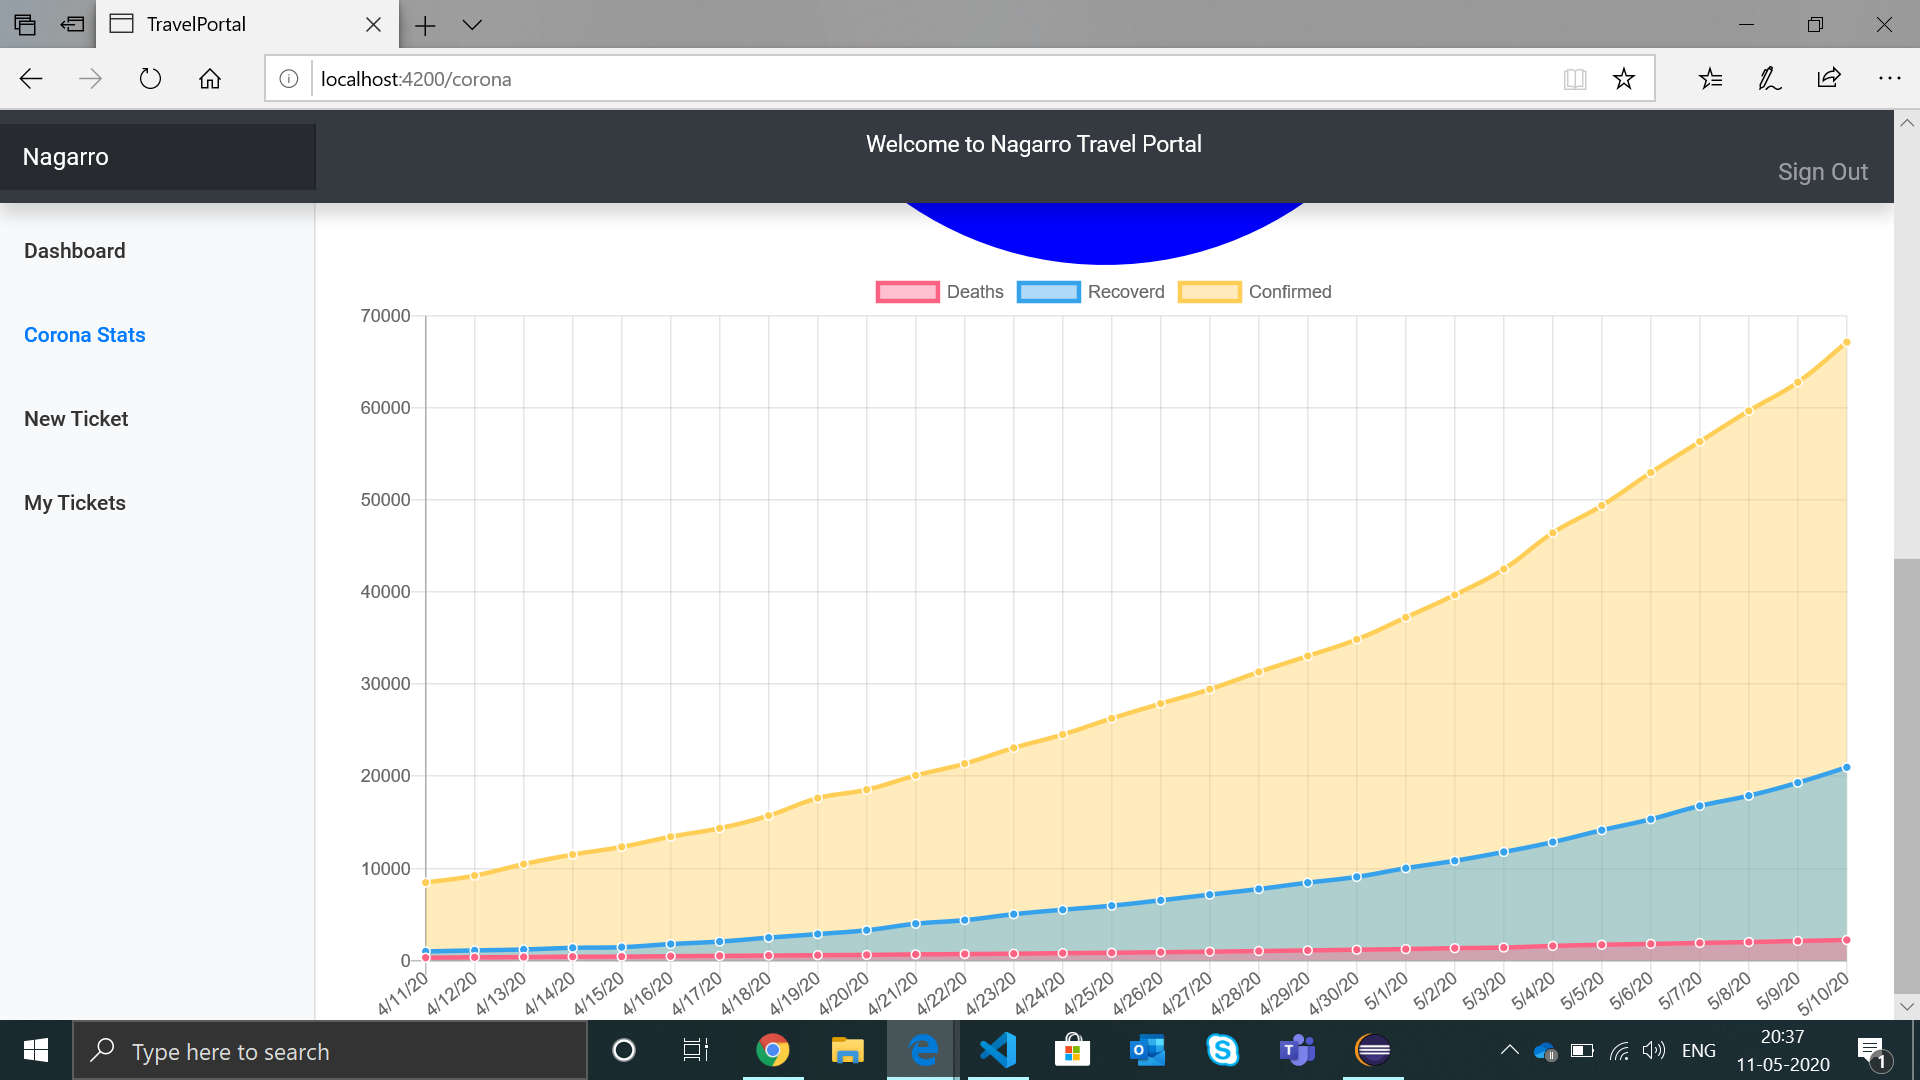 TravelPortal
localhost:4200/corona
Nagarro
Welcome to Nagarro Travel Portal
Sign Out
Dashboard
Corona Stats
New Ticket
My Tickets
Deaths Recoverd Confirmed
70000
60000
50000
40000
30000
20000
10000
0
4/11/20 4/12/20 4/13/20 4/14/20 4/15/20 4/16/20 4/17/20 4/18/20 4/19/20 4/20/20 4/21/20 4/22/20 4/23/20 4/24/20 4/25/20 4/26/20 4/27/20 4/28/20 4/29/20 4/30/20 5/1/20 5/2/20 5/3/20 5/4/20 5/5/20 5/6/20 5/7/20 5/8/20 5/9/20 5/10/20
Type here to search
ENG
20:37
11-05-2020
1